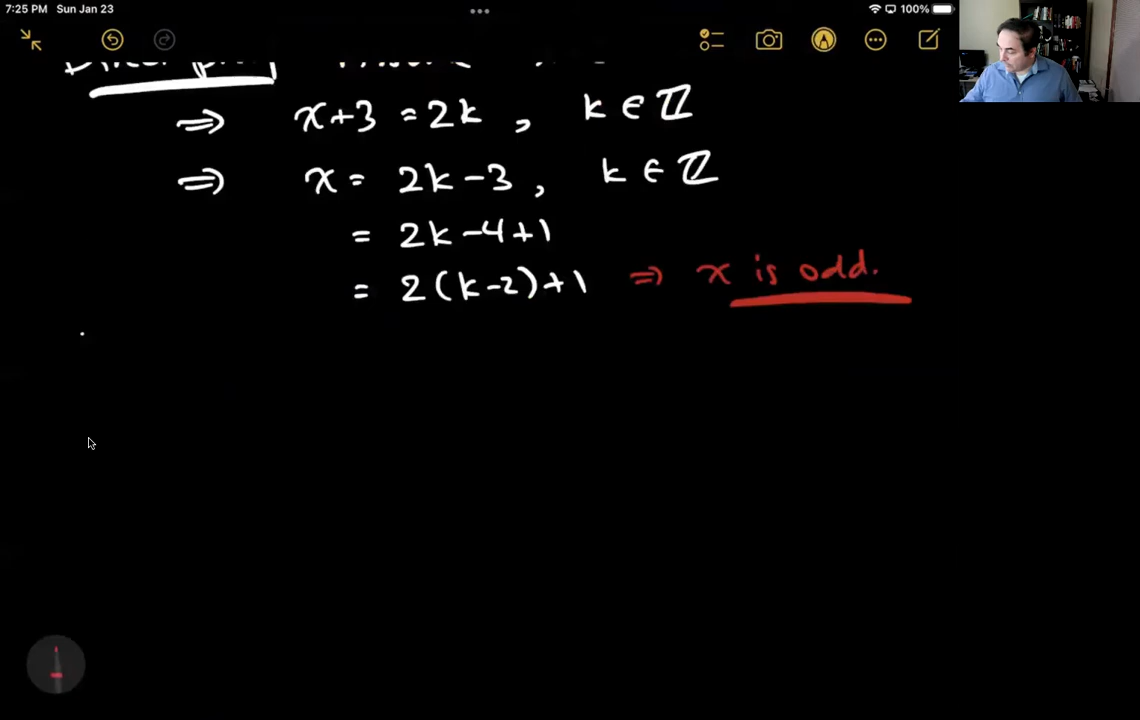 7:25 PM Sun Jan 23
100%
⇒ x+3 = 2k , k ∈ ℤ
⇒ x = 2k-3 , k ∈ ℤ
= 2k-4+1
= 2(k-2)+1 ⇒ x is odd.